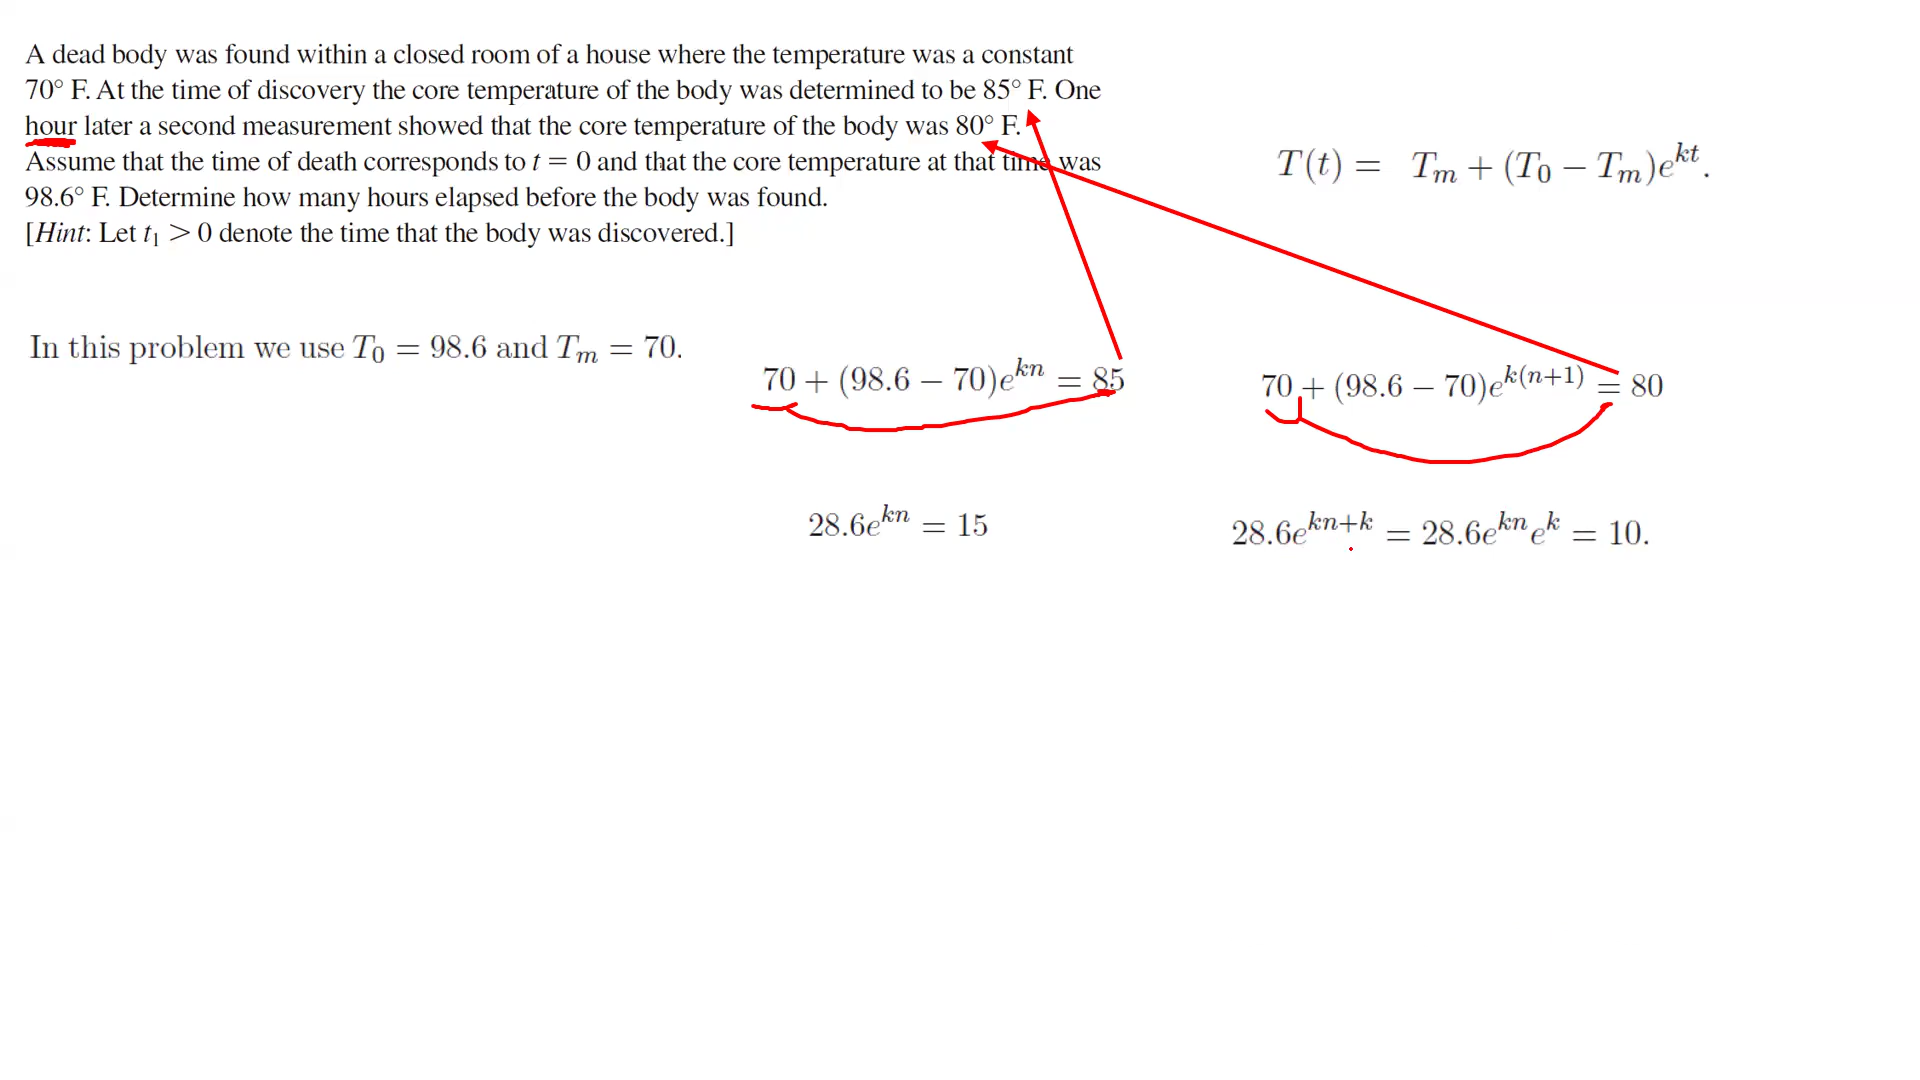 A dead body was found within a closed room of a house where the temperature was a constant
70° F. At the time of discovery the core temperature of the body was determined to be 85° F. One
hour later a second measurement showed that the core temperature of the body was 80° F.
Assume that the time of death corresponds to t = 0 and that the core temperature at that time was
98.6° F. Determine how many hours elapsed before the body was found.
[Hint: Let t₁ > 0 denote the time that the body was discovered.]
T(t) = Tₘ + (T₀ − Tₘ)e^{kt}.
In this problem we use T₀ = 98.6 and Tₘ = 70.
70 + (98.6 − 70)e^{kn} = 85
70 + (98.6 − 70)e^{k(n+1)} = 80
28.6e^{kn} = 15
28.6e^{kn+k} = 28.6e^{kn}e^{k} = 10.